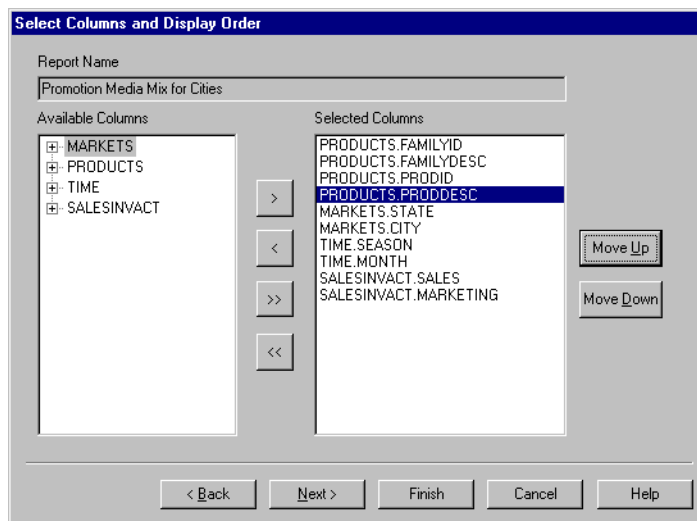 Select Columns and Display Order
Report Name
Promotion Media Mix for Cities
Available Columns
MARKETS
PRODUCTS
TIME
SALESINVACT
>
<
>>
<<
Selected Columns
PRODUCTS.FAMILYID
PRODUCTS.FAMILYDESC
PRODUCTS.PRODID
PRODUCTS.PRODDESC
MARKETS.STATE
MARKETS.CITY
TIME.SEASON
TIME.MONTH
SALESINVACT.SALES
SALESINVACT.MARKETING
Move Up
Move Down
< Back
Next >
Finish
Cancel
Help